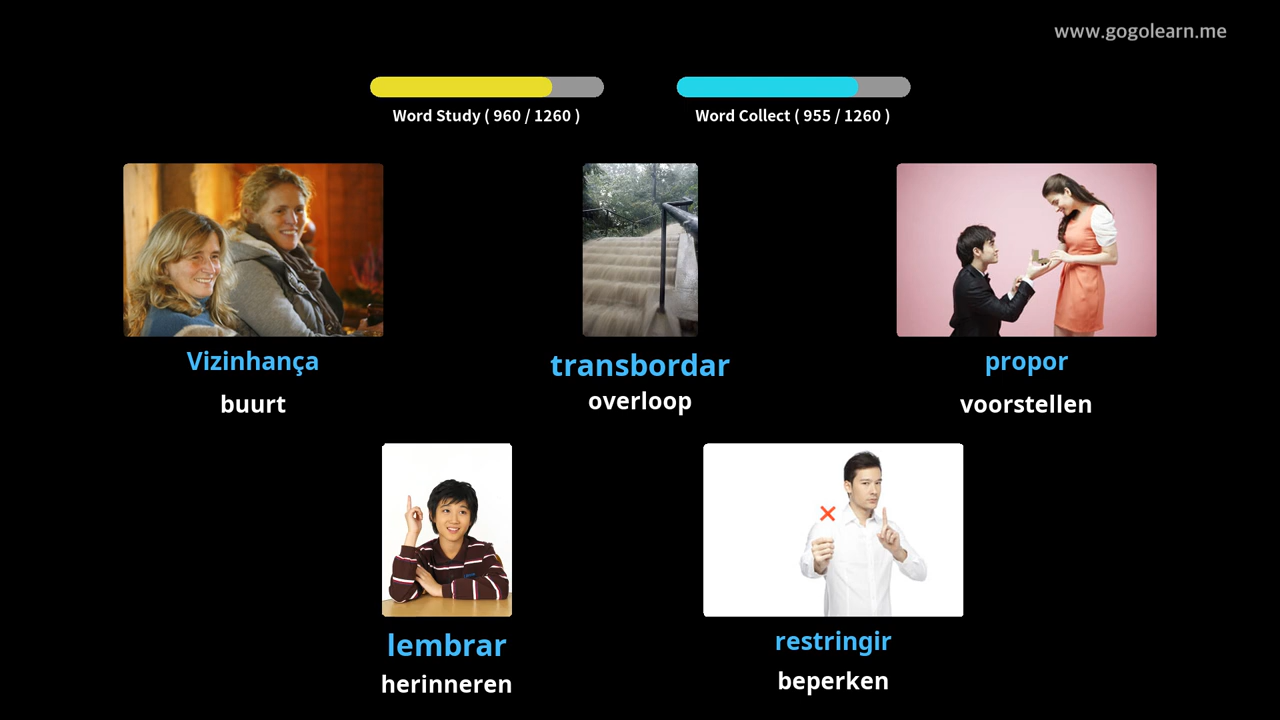 www.gogolearn.me
Word Study ( 960 / 1260 )
Word Collect ( 955 / 1260 )
Vizinhança
buurt
transbordar
overloop
propor
voorstellen
lembrar
herinneren
restringir
beperken